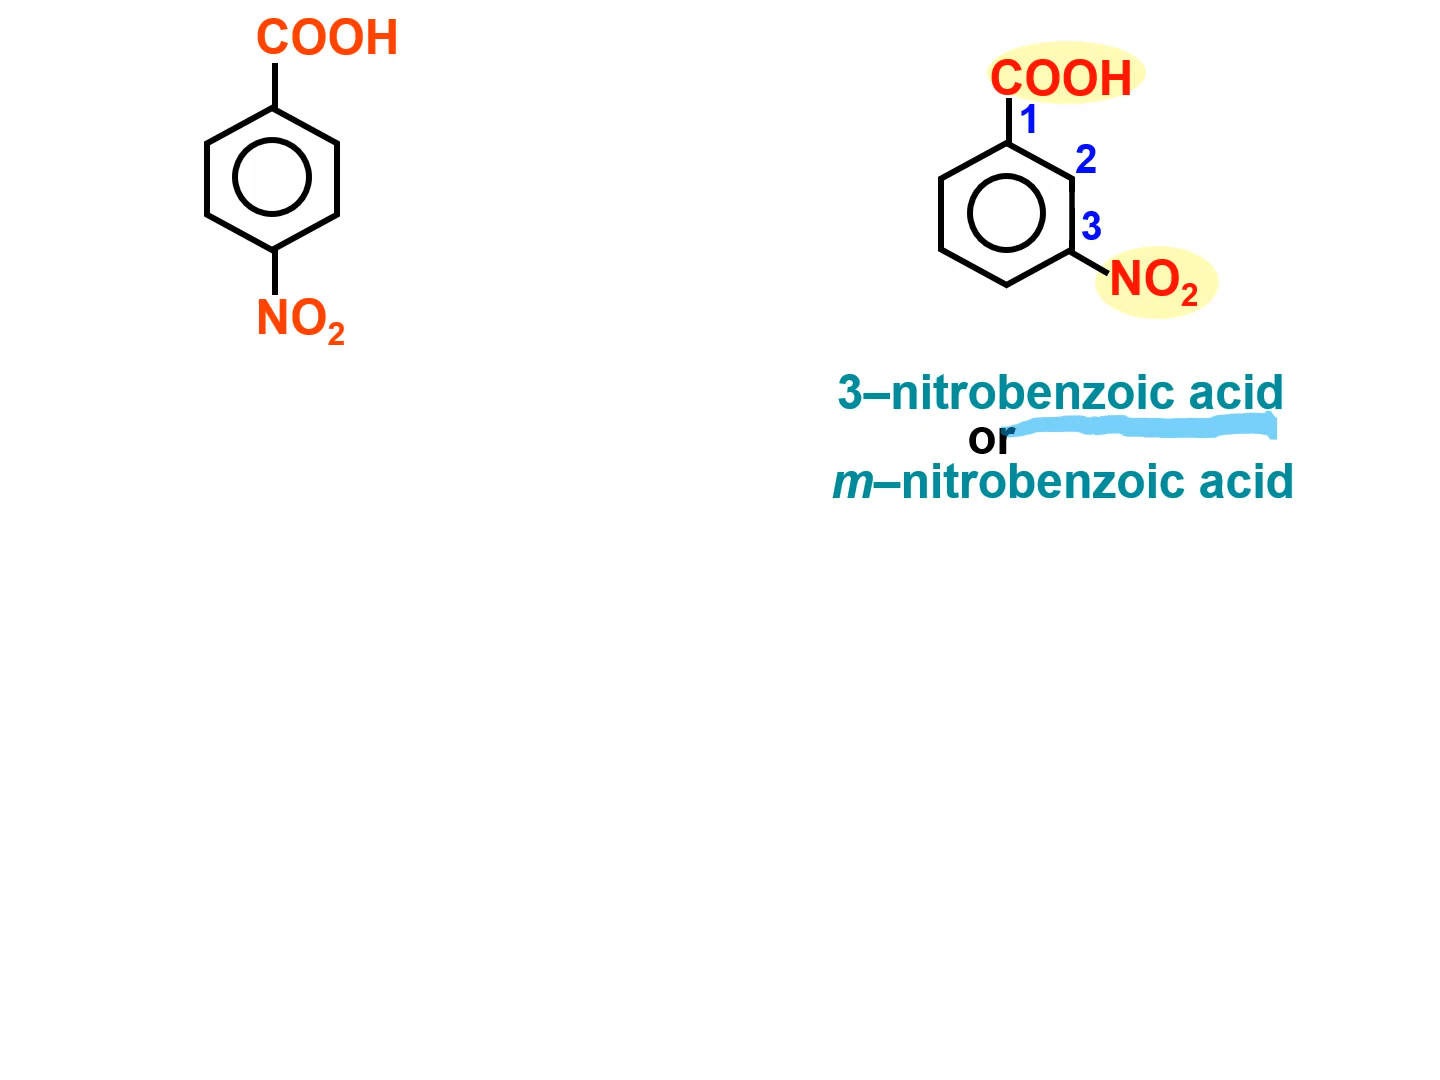 COOH
NO2
COOH
1
2
3
NO2
3–nitrobenzoic acid
or
m–nitrobenzoic acid